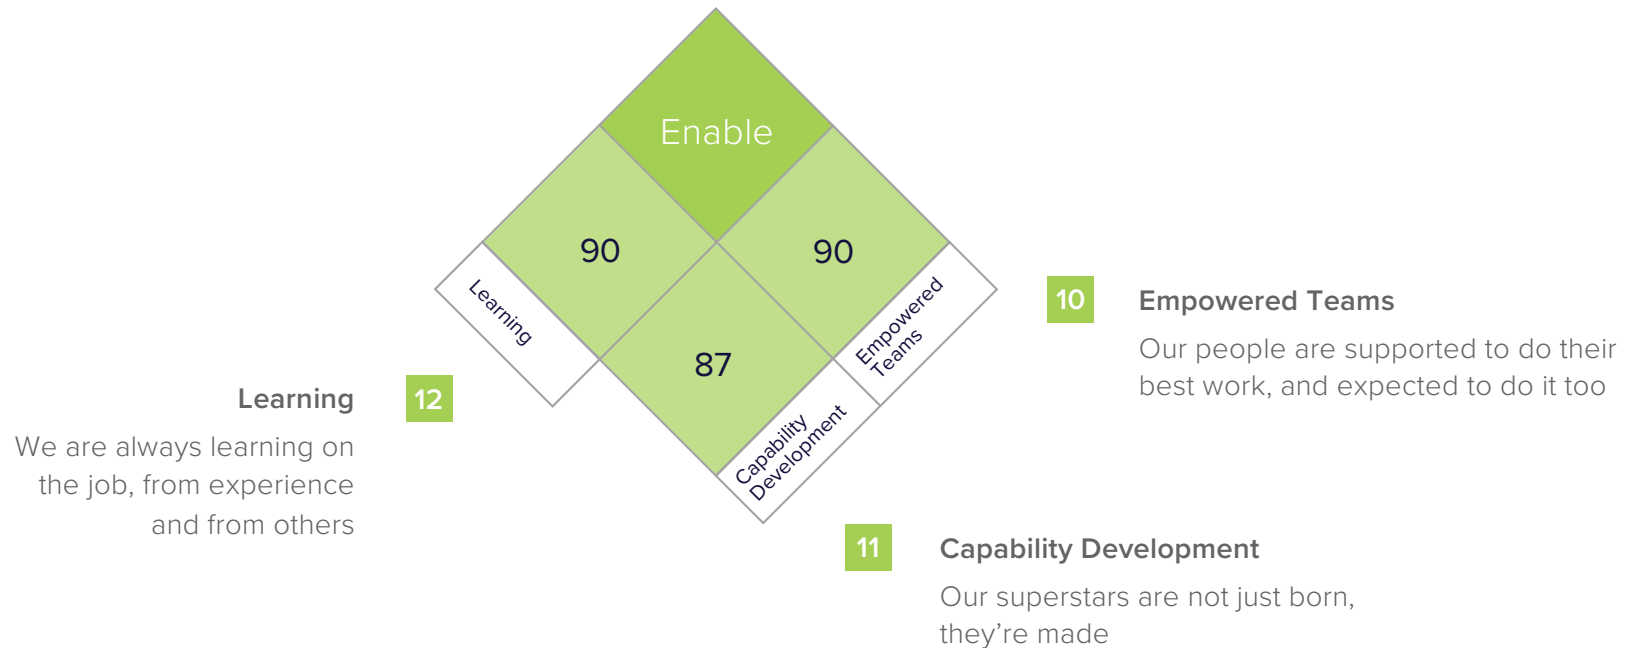 Enable
90
90
87
Learning
Empowered
Teams
Capability
Development
10
Empowered Teams
Our people are supported to do their
best work, and expected to do it too
12
Learning
We are always learning on
the job, from experience
and from others
11
Capability Development
Our superstars are not just born,
they’re made